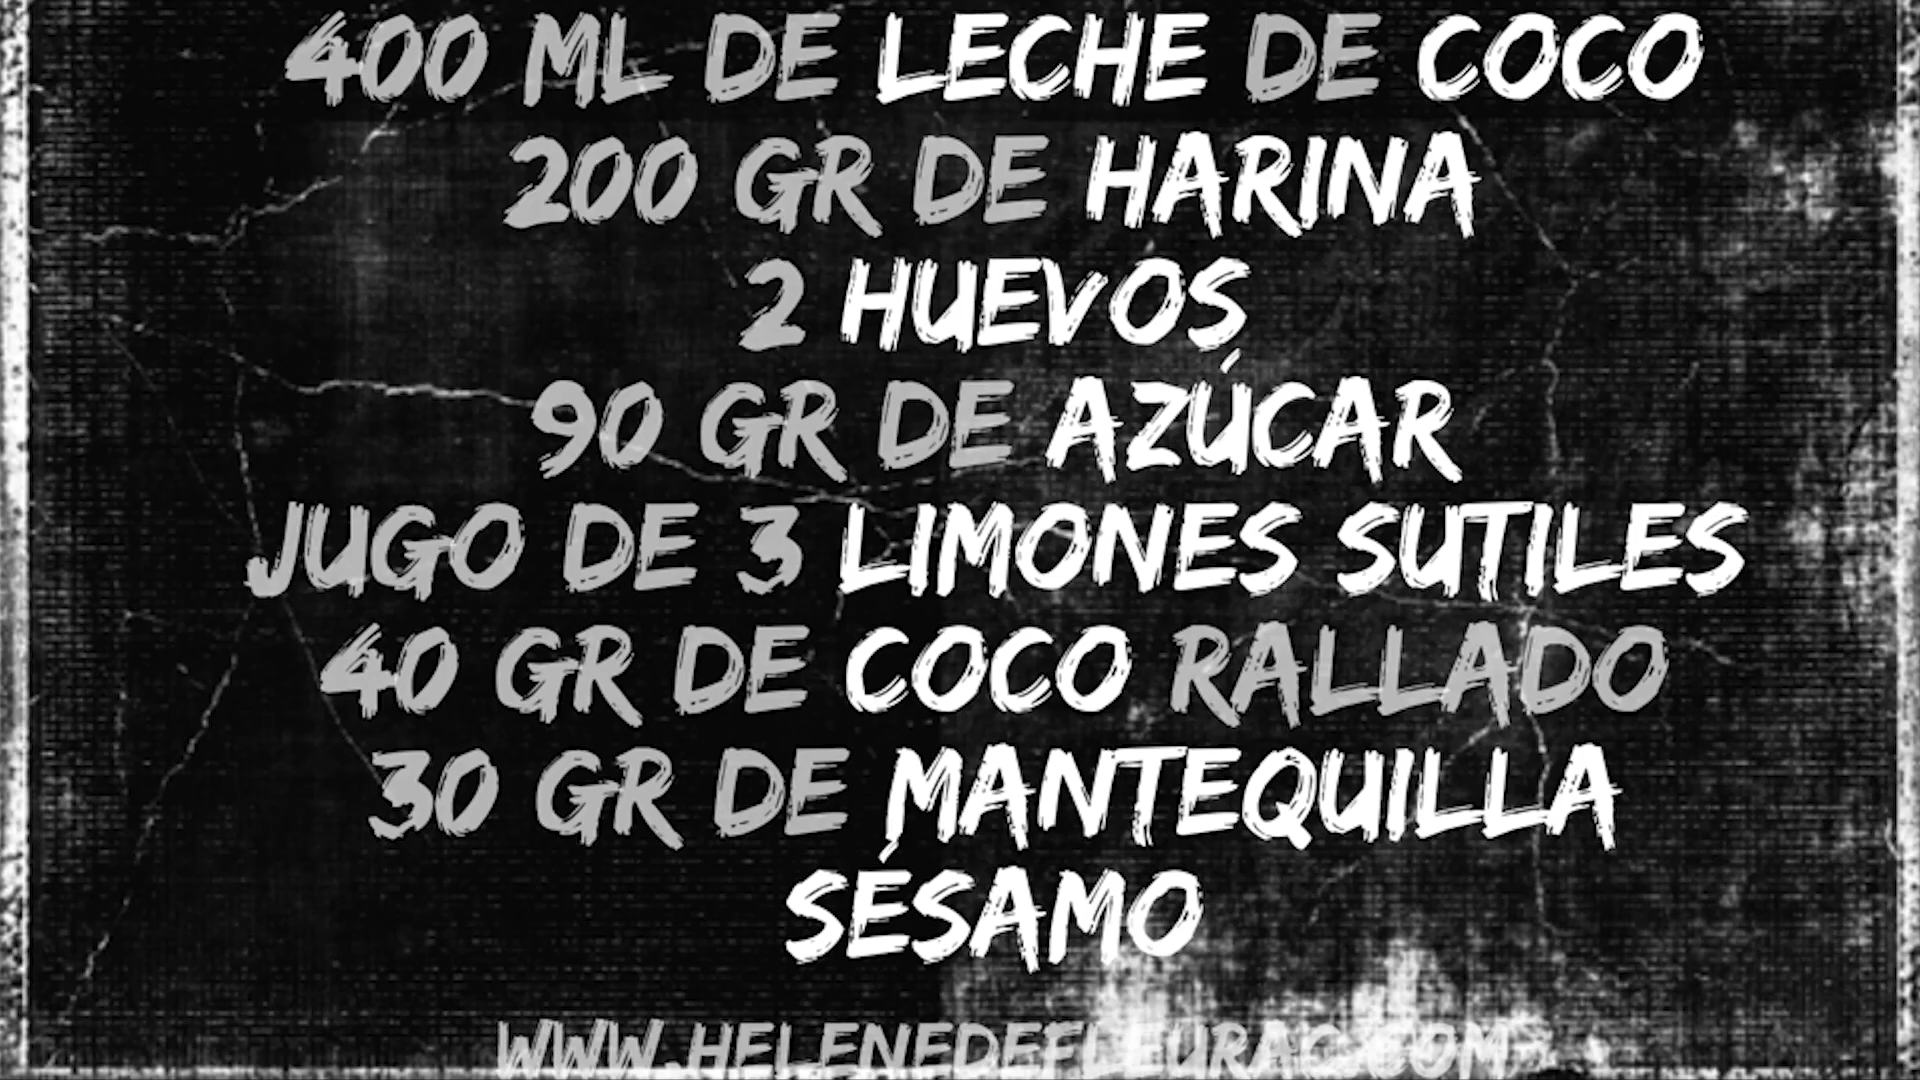 400 ML DE LECHE DE COCO
200 GR DE HARINA
2 HUEVOS
90 GR DE AZÚCAR
JUGO DE 3 LIMONES SUTILES
40 GR DE COCO RALLADO
30 GR DE MANTEQUILLA
SÉSAMO
WWW.HELENEDEFLEURAC.COM